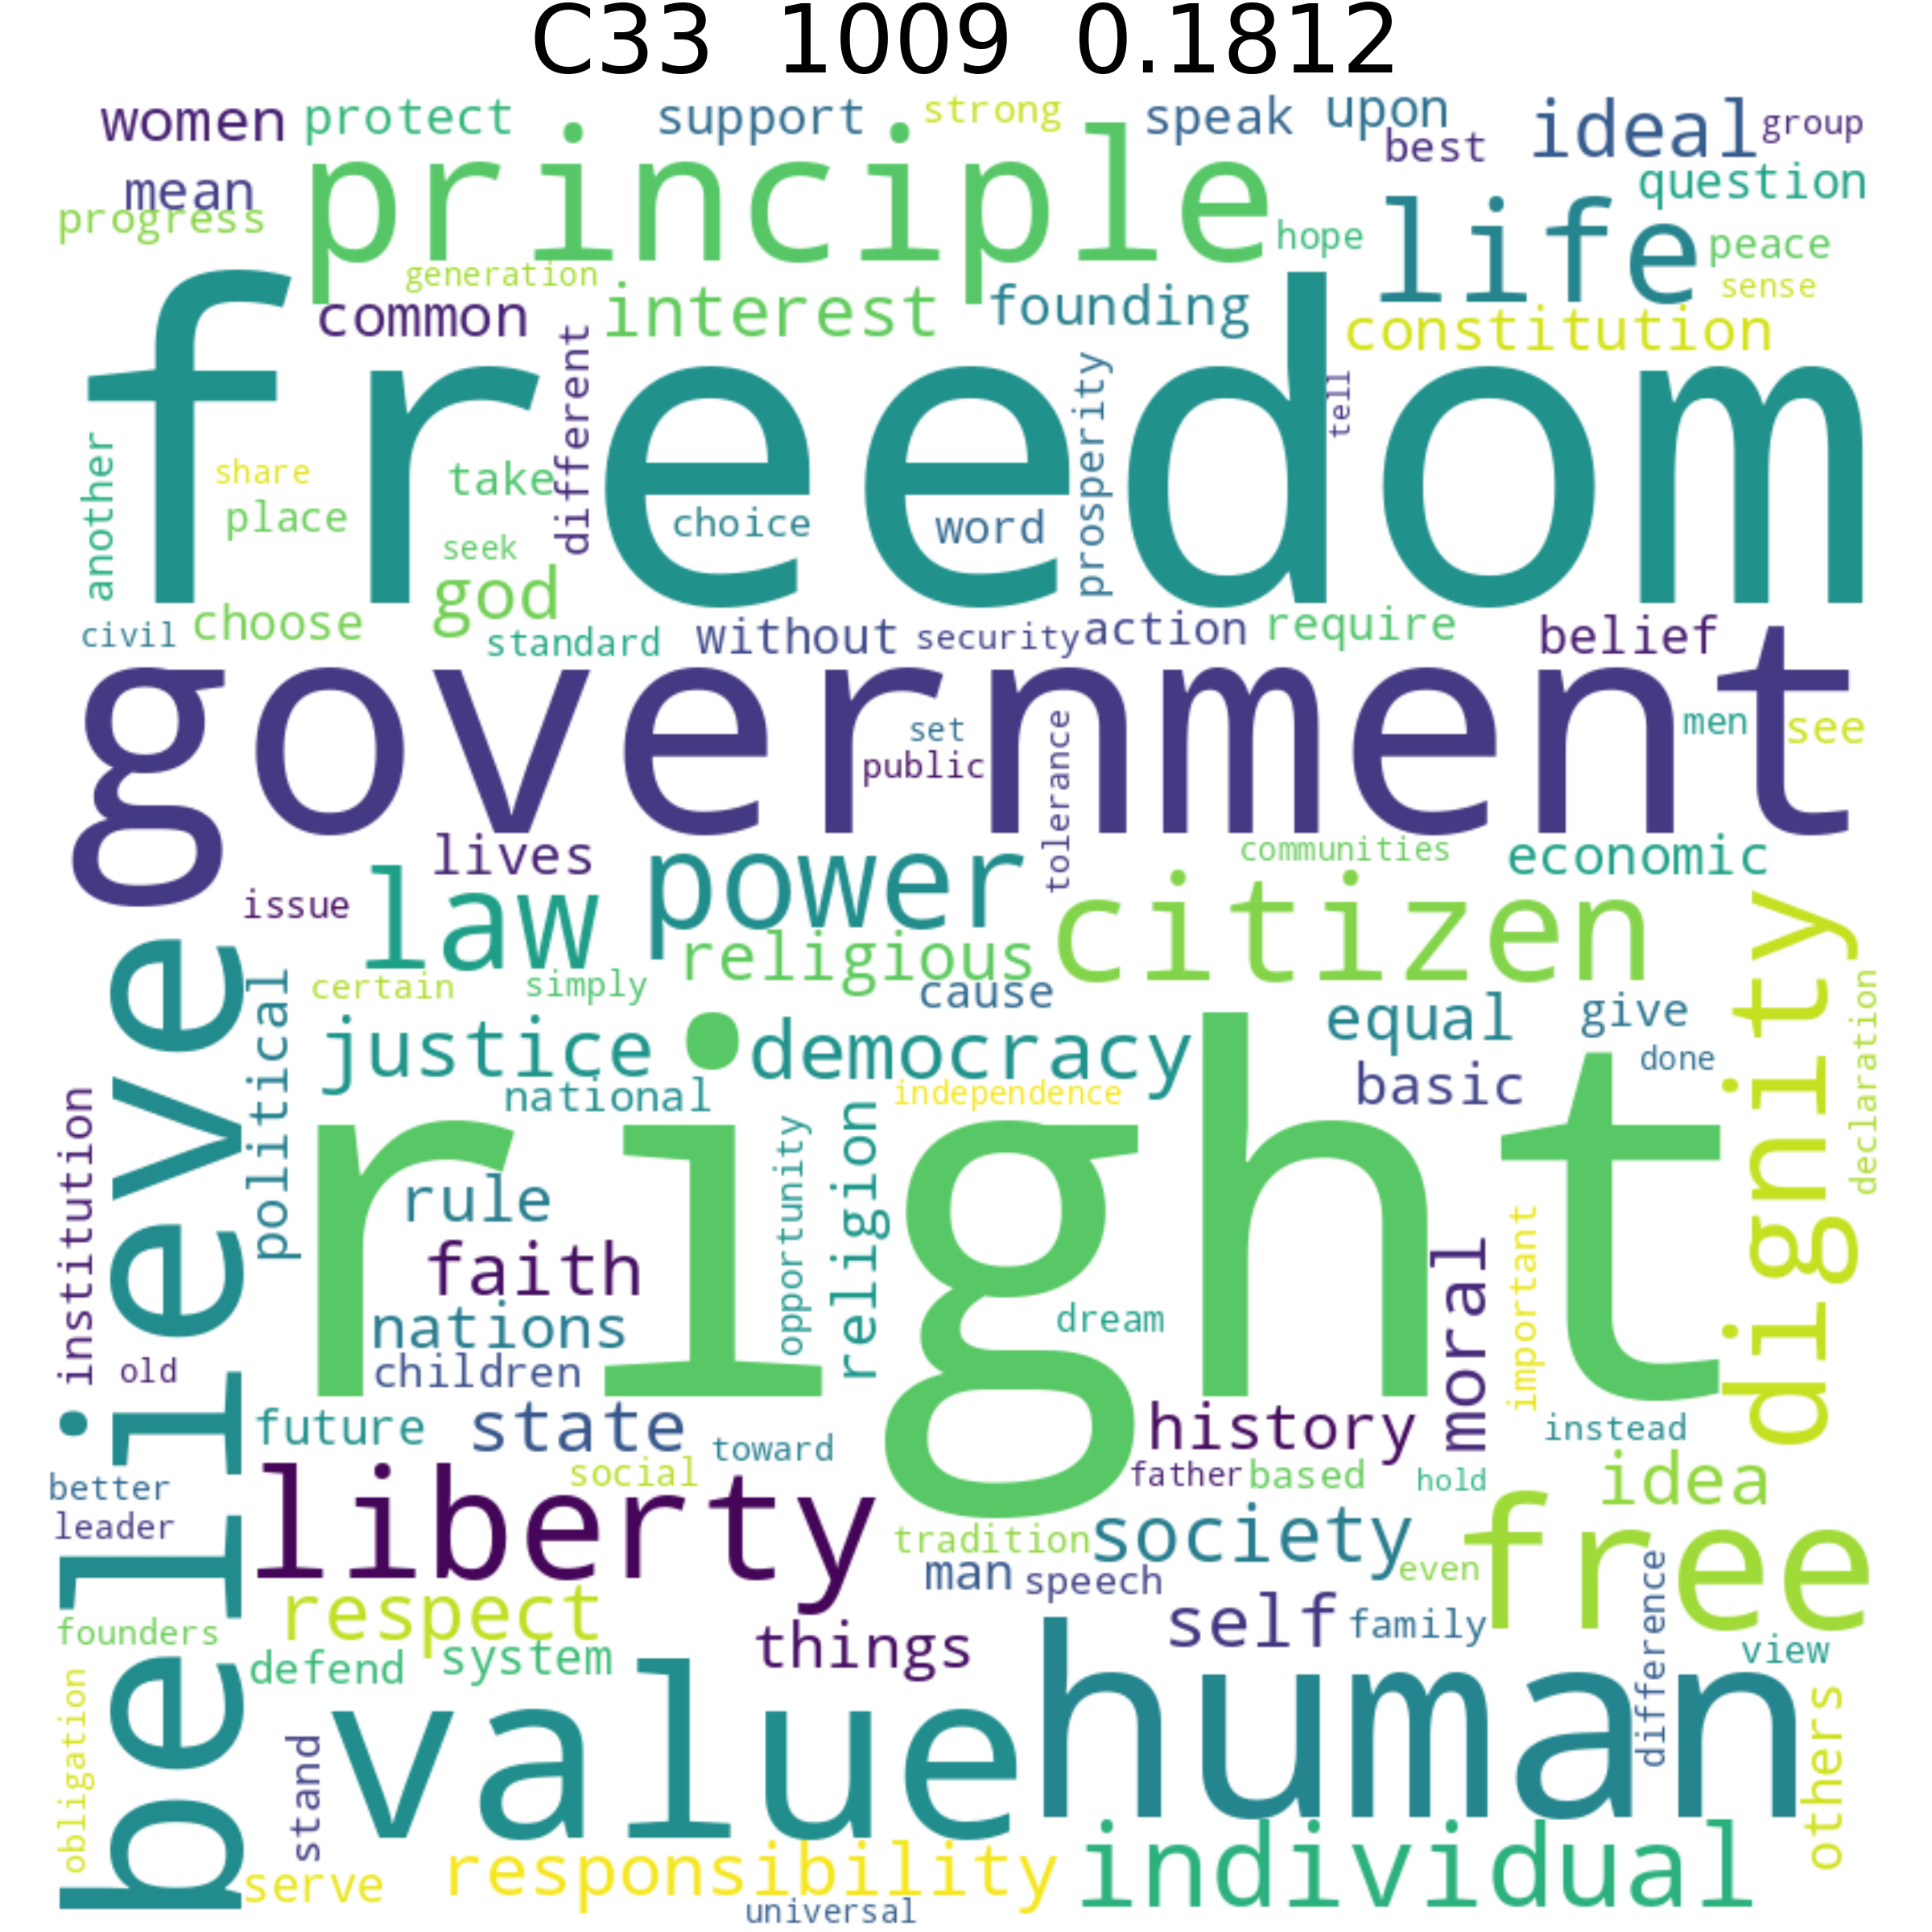 C33 1009 0.1812
women protect support strong speak upon ideal group
best
mean principle question
progress hope life peace
generation sense
common interest founding constitution
freedom
different prosperity tell
another share take
place choice word
seek
god
civil choose standard without security action require belief
government
set men see
public tolerance
lives communities economic
issue law power citizen
religious
certain simply cause
believe political justice democracy equal give dignity declaration
done
national independence basic
institution right
rule opportunity religion important
faith moral
nations dream
old children
future state toward history instead
better social father based hold idea
leader liberty
tradition society free
man speech even
founders respect self family difference
things view
defend system
obligation stand value human others
serve responsibility individual
universal